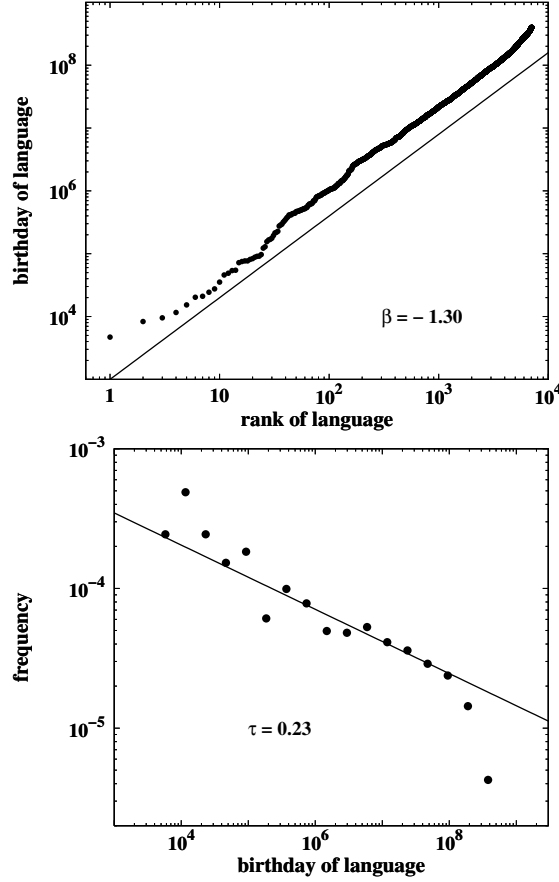 10^8
10^6
10^4
birthday of language
β = − 1.30
1 10 10^2 10^3 10^4
rank of language
10^−3
10^−4
10^−5
frequency
τ = 0.23
10^4 10^6 10^8
birthday of language